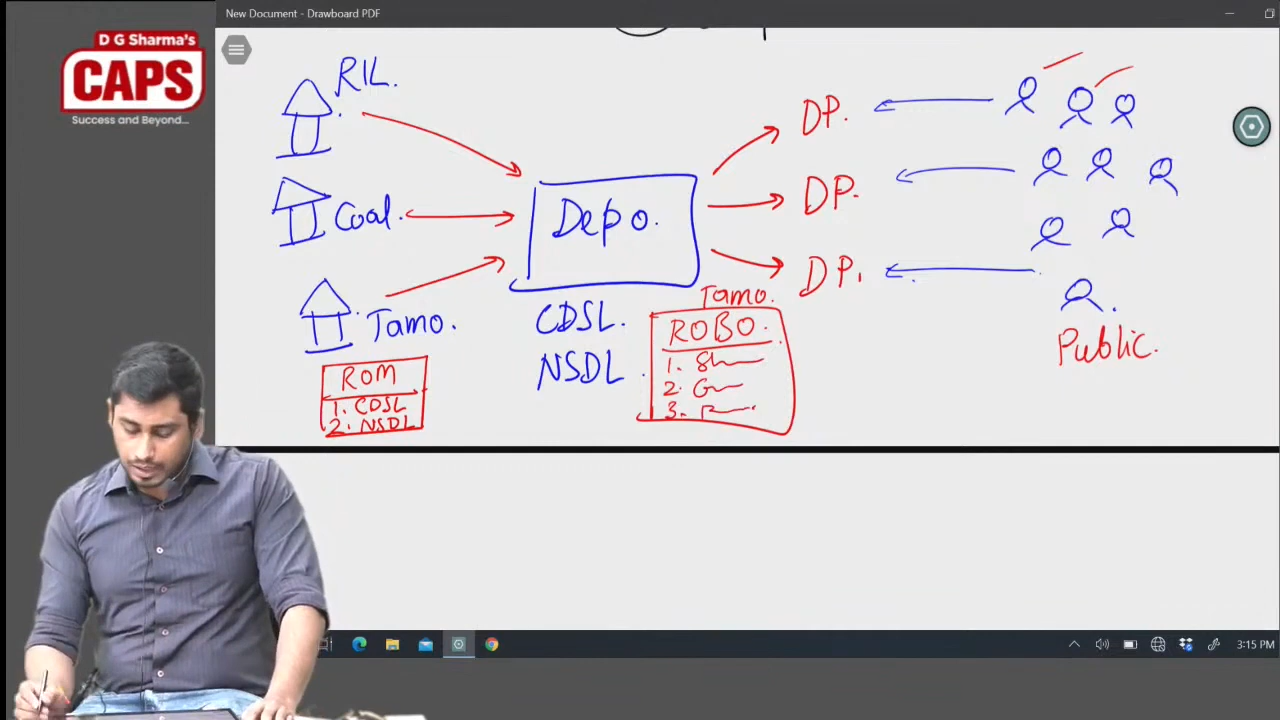 New Document - Drawboard PDF
D G Sharma's
CAPS
Success and Beyond...
RIL.
DP.
Coal.
Depo.
DP.
Tamo.
DP.
CDSL.
NSDL
Tamo.
ROBO.
1. Sh
2. G
3. R
ROM
1. CDSL
2. NSDL
Public.
3:15 PM